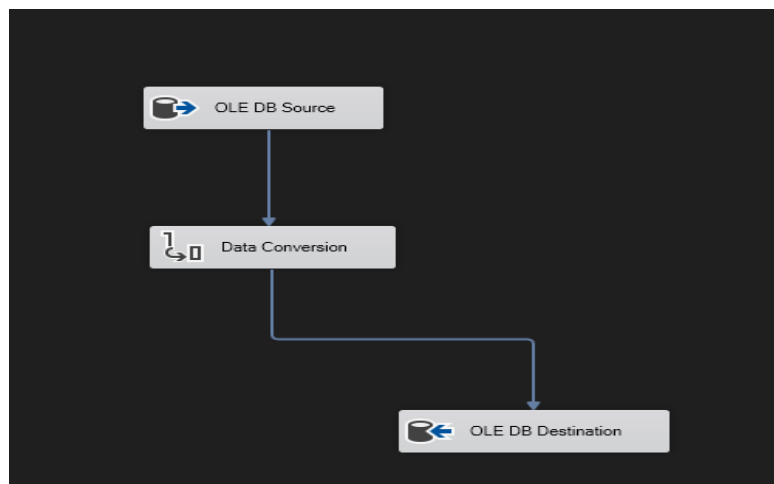 OLE DB Source
Data Conversion
OLE DB Destination